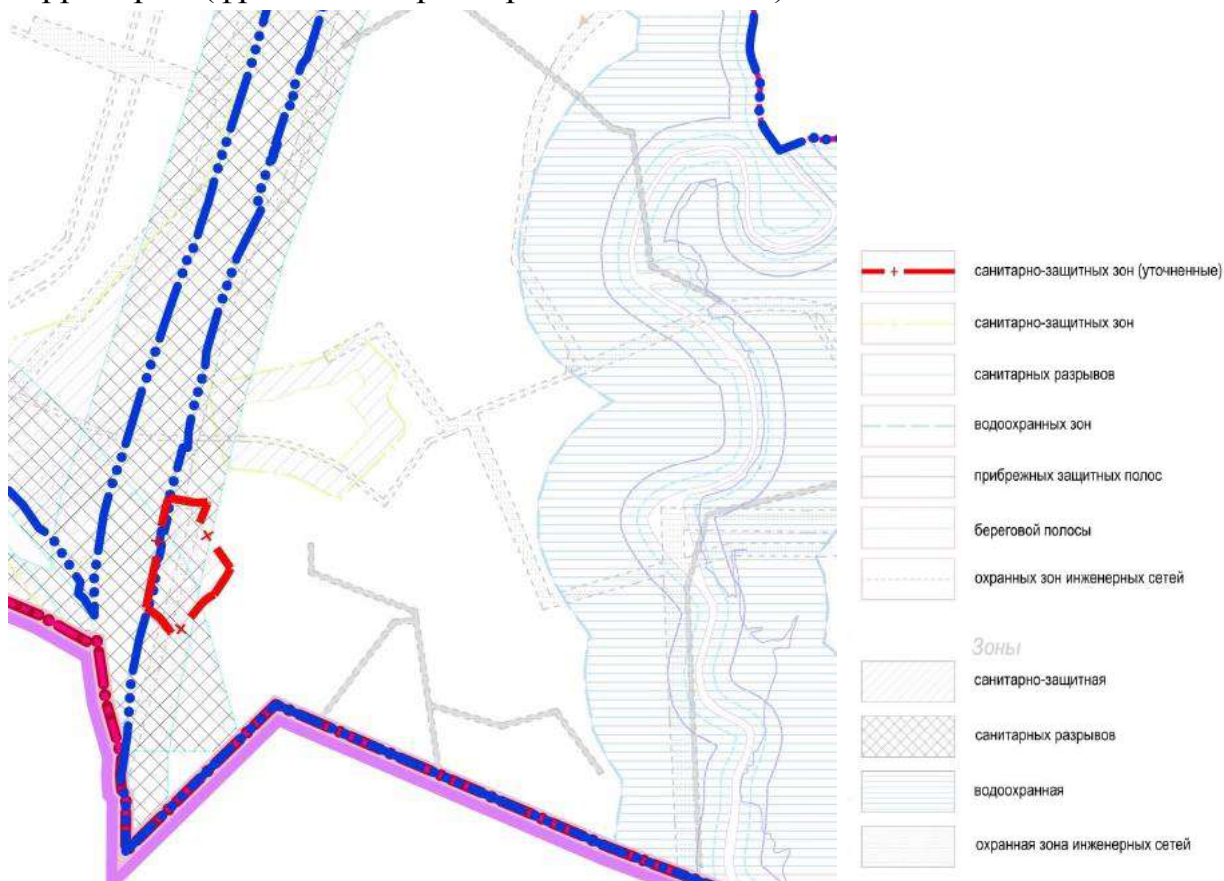 санитарно-защитных зон (уточненные)
санитарно-защитных зон
санитарных разрывов
водоохранных зон
прибрежных защитных полос
береговой полосы
охранных зон инженерных сетей
Зоны
санитарно-защитная
санитарных разрывов
водоохранная
охранная зона инженерных сетей